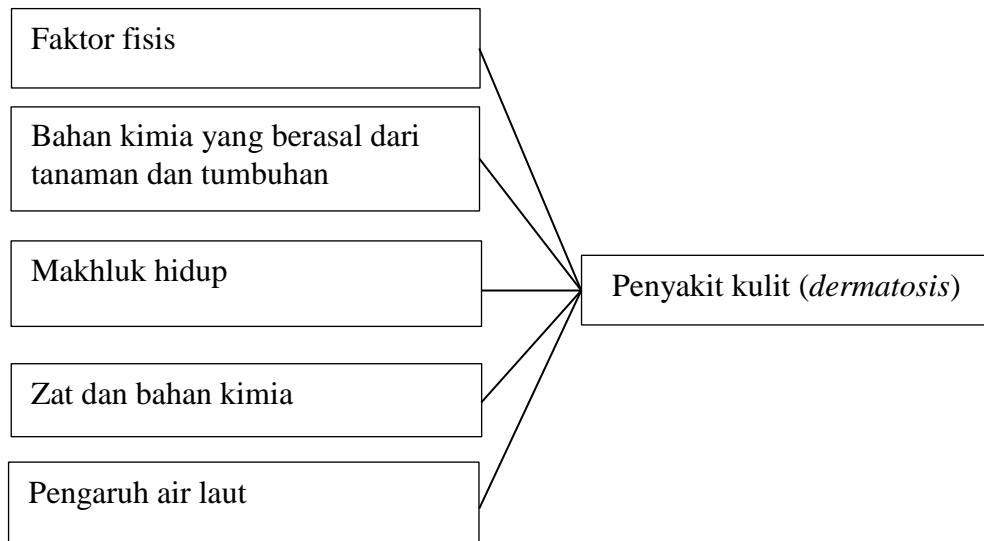 Faktor fisis
Bahan kimia yang berasal dari
tanaman dan tumbuhan
Makhluk hidup
Penyakit kulit (dermatosis)
Zat dan bahan kimia
Pengaruh air laut